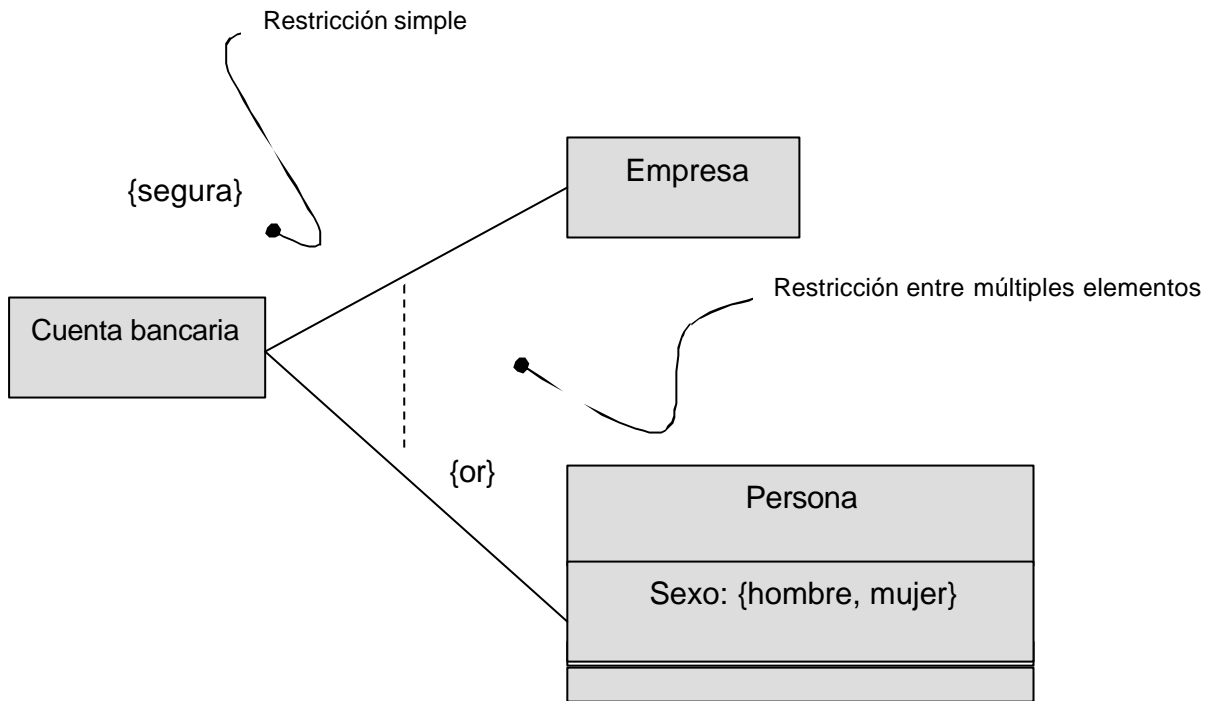 Restricción simple
Empresa
{segura}
Restricción entre múltiples elementos
Cuenta bancaria
{or}
Persona
Sexo: {hombre, mujer}